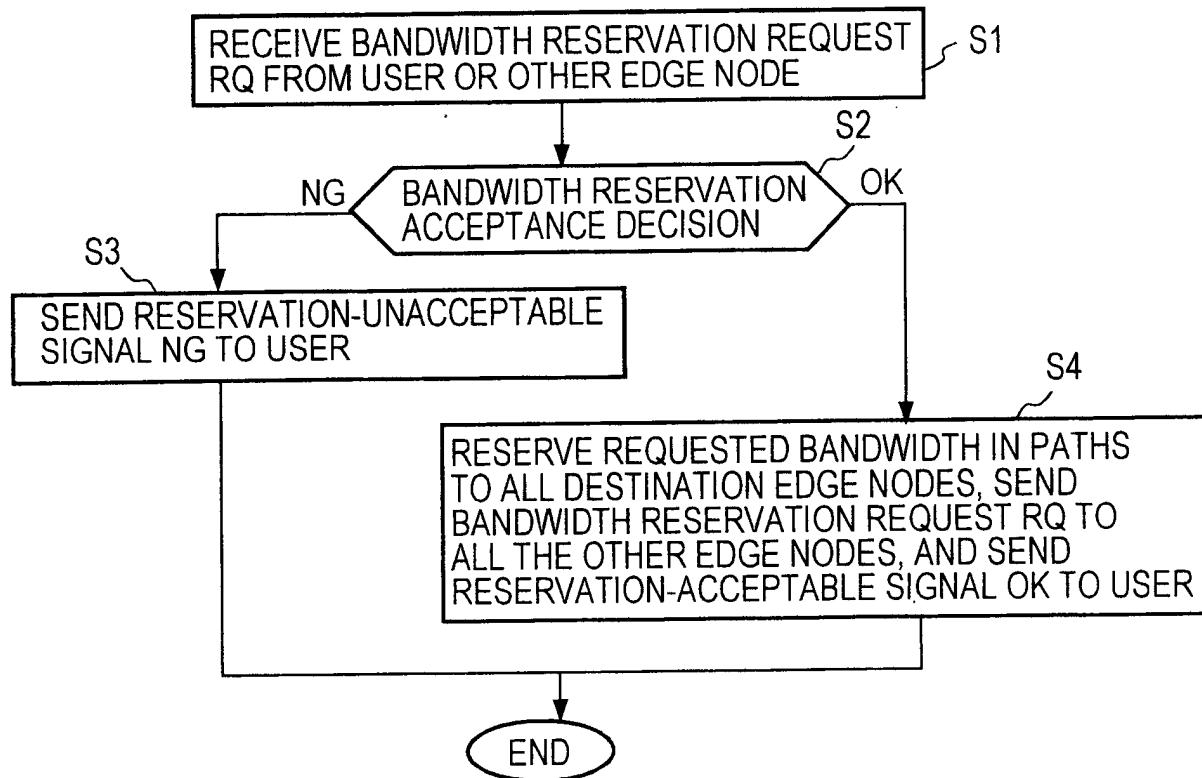 RECEIVE BANDWIDTH RESERVATION REQUEST
RQ FROM USER OR OTHER EDGE NODE
S1
S2
NG
BANDWIDTH RESERVATION
ACCEPTANCE DECISION
OK
S3
SEND RESERVATION-UNACCEPTABLE
SIGNAL NG TO USER
S4
RESERVE REQUESTED BANDWIDTH IN PATHS
TO ALL DESTINATION EDGE NODES, SEND
BANDWIDTH RESERVATION REQUEST RQ TO
ALL THE OTHER EDGE NODES, AND SEND
RESERVATION-ACCEPTABLE SIGNAL OK TO USER
END